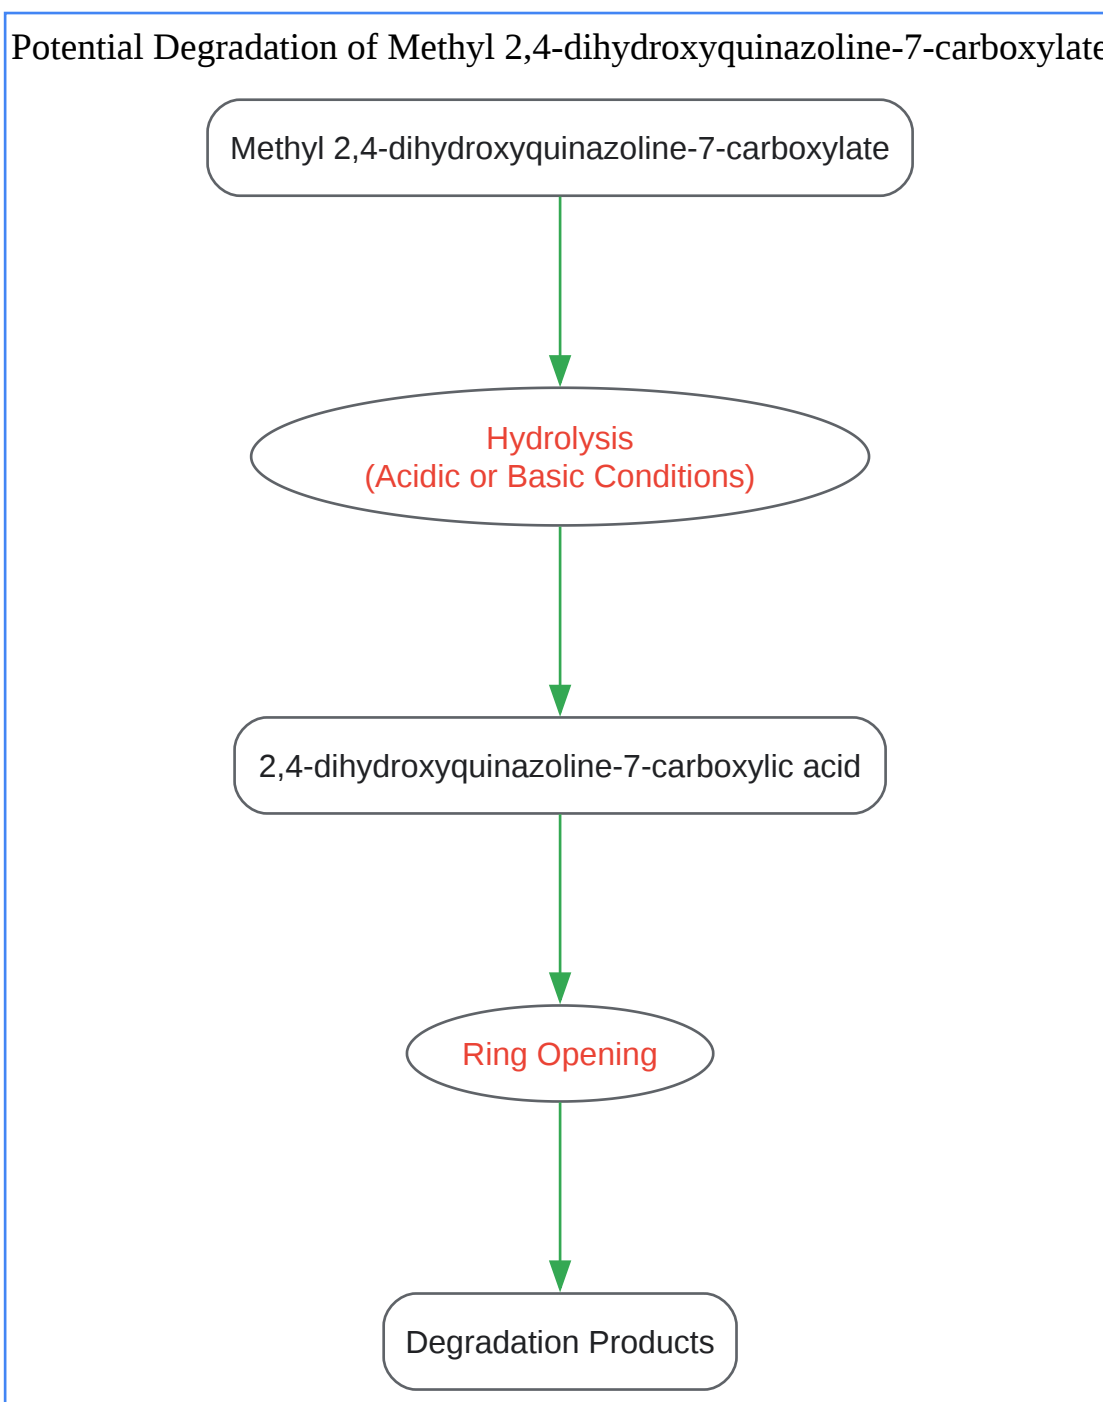 Potential Degradation of Methyl 2,4-dihydroxyquinazoline-7-carboxylate
Methyl 2,4-dihydroxyquinazoline-7-carboxylate
Hydrolysis
(Acidic or Basic Conditions)
2,4-dihydroxyquinazoline-7-carboxylic acid
Ring Opening
Degradation Products